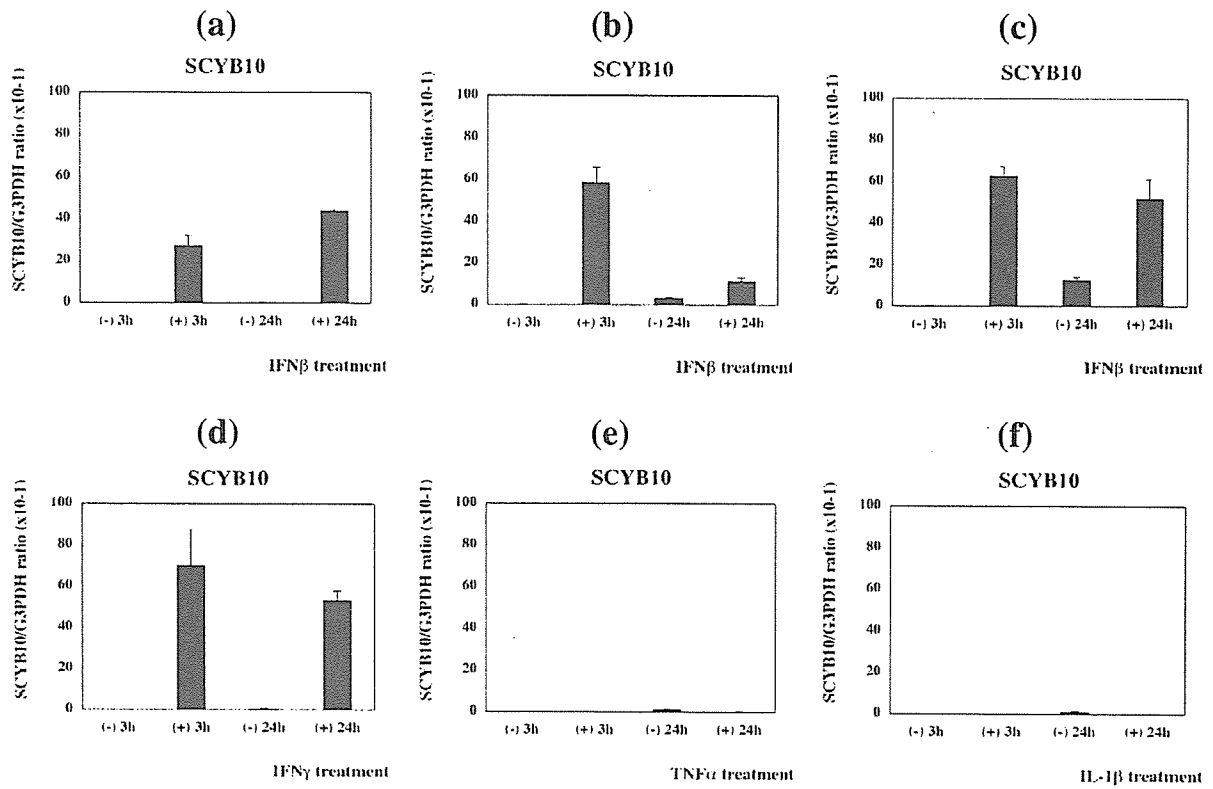 (a)
SCYB10
SCYB10/G3PDH ratio (x10-1)
100
80
60
40
20
0
(-) 3h (+) 3h (-) 24h (+) 24h
IFNβ treatment
(b)
SCYB10
SCYB10/G3PDH ratio (x10-1)
100
80
60
40
20
0
(-) 3h (+) 3h (-) 24h (+) 24h
IFNβ treatment
(c)
SCYB10
SCYB10/G3PDH ratio (x10-1)
100
80
60
40
20
0
(-) 3h (+) 3h (-) 24h (+) 24h
IFNβ treatment
(d)
SCYB10
SCYB10/G3PDH ratio (x10-1)
100
80
60
40
20
0
(-) 3h (+) 3h (-) 24h (+) 24h
IFNγ treatment
(e)
SCYB10
SCYB10/G3PDH ratio (x10-1)
100
80
60
40
20
0
(-) 3h (+) 3h (-) 24h (+) 24h
TNFα treatment
(f)
SCYB10
SCYB10/G3PDH ratio (x10-1)
100
80
60
40
20
0
(-) 3h (+) 3h (-) 24h (+) 24h
IL-1β treatment